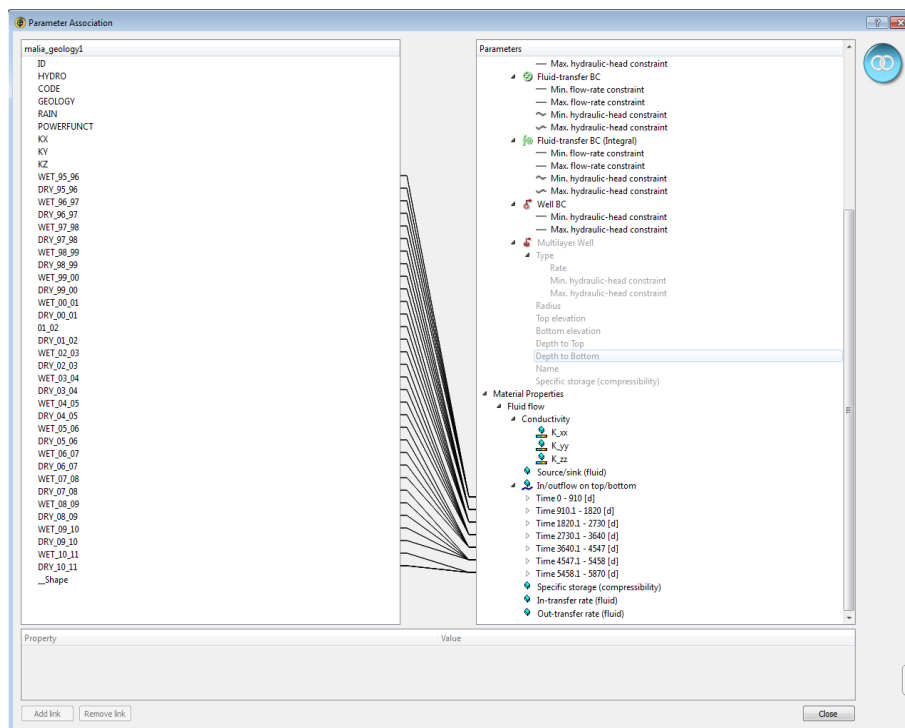 Parameter Association
malia_geology1
ID
HYDRO
CODE
GEOLOGY
RAIN
POWERFUNCT
KX
KY
KZ
WET_95_96
DRY_95_96
WET_96_97
DRY_96_97
WET_97_98
DRY_97_98
WET_98_99
DRY_98_99
WET_99_00
DRY_99_00
WET_00_01
DRY_00_01
01_02
DRY_01_02
WET_02_03
DRY_02_03
WET_03_04
DRY_03_04
WET_04_05
DRY_04_05
WET_05_06
DRY_05_06
WET_06_07
DRY_06_07
WET_07_08
DRY_07_08
WET_08_09
DRY_08_09
WET_09_10
DRY_09_10
WET_10_11
DRY_10_11
__Shape
Parameters
Max. hydraulic-head constraint
Fluid-transfer BC
Min. flow-rate constraint
Max. flow-rate constraint
Min. hydraulic-head constraint
Max. hydraulic-head constraint
Fluid-transfer BC (Integral)
Min. flow-rate constraint
Max. flow-rate constraint
Min. hydraulic-head constraint
Max. hydraulic-head constraint
Well BC
Min. hydraulic-head constraint
Max. hydraulic-head constraint
Multilayer Well
Type
Rate
Min. hydraulic-head constraint
Max. hydraulic-head constraint
Radius
Top elevation
Bottom elevation
Depth to Top
Depth to Bottom
Name
Specific storage (compressibility)
Material Properties
Fluid flow
Conductivity
K_xx
K_yy
K_zz
Source/sink (fluid)
In/outflow on top/bottom
Time 0 - 910 [d]
Time 910.1 - 1820 [d]
Time 1820.1 - 2730 [d]
Time 2730.1 - 3640 [d]
Time 3640.1 - 4547 [d]
Time 4547.1 - 5458 [d]
Time 5458.1 - 5870 [d]
Specific storage (compressibility)
In-transfer rate (fluid)
Out-transfer rate (fluid)
Property Value
Add link Remove link Close